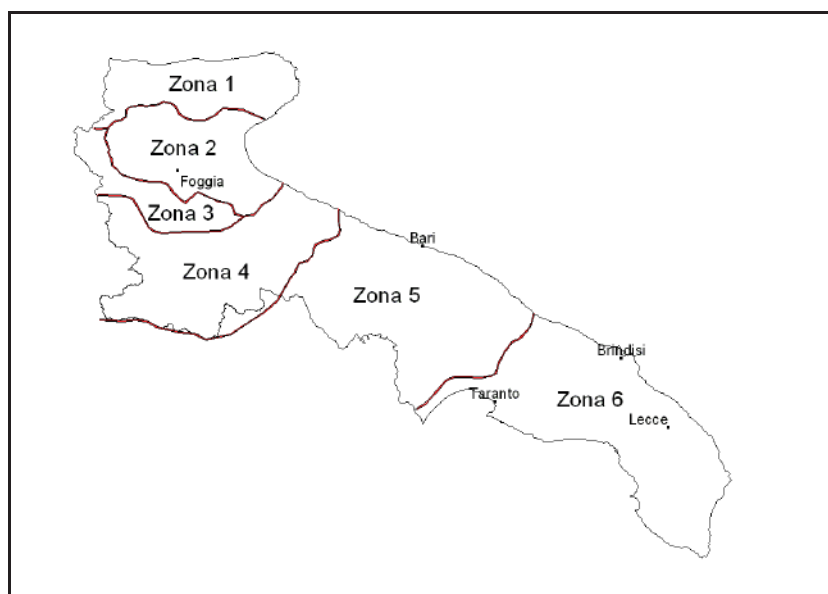 Zona 1
Zona 2
Foggia
Zona 3
Bari
Zona 4
Zona 5
Brindisi
Taranto
Zona 6
Lecce